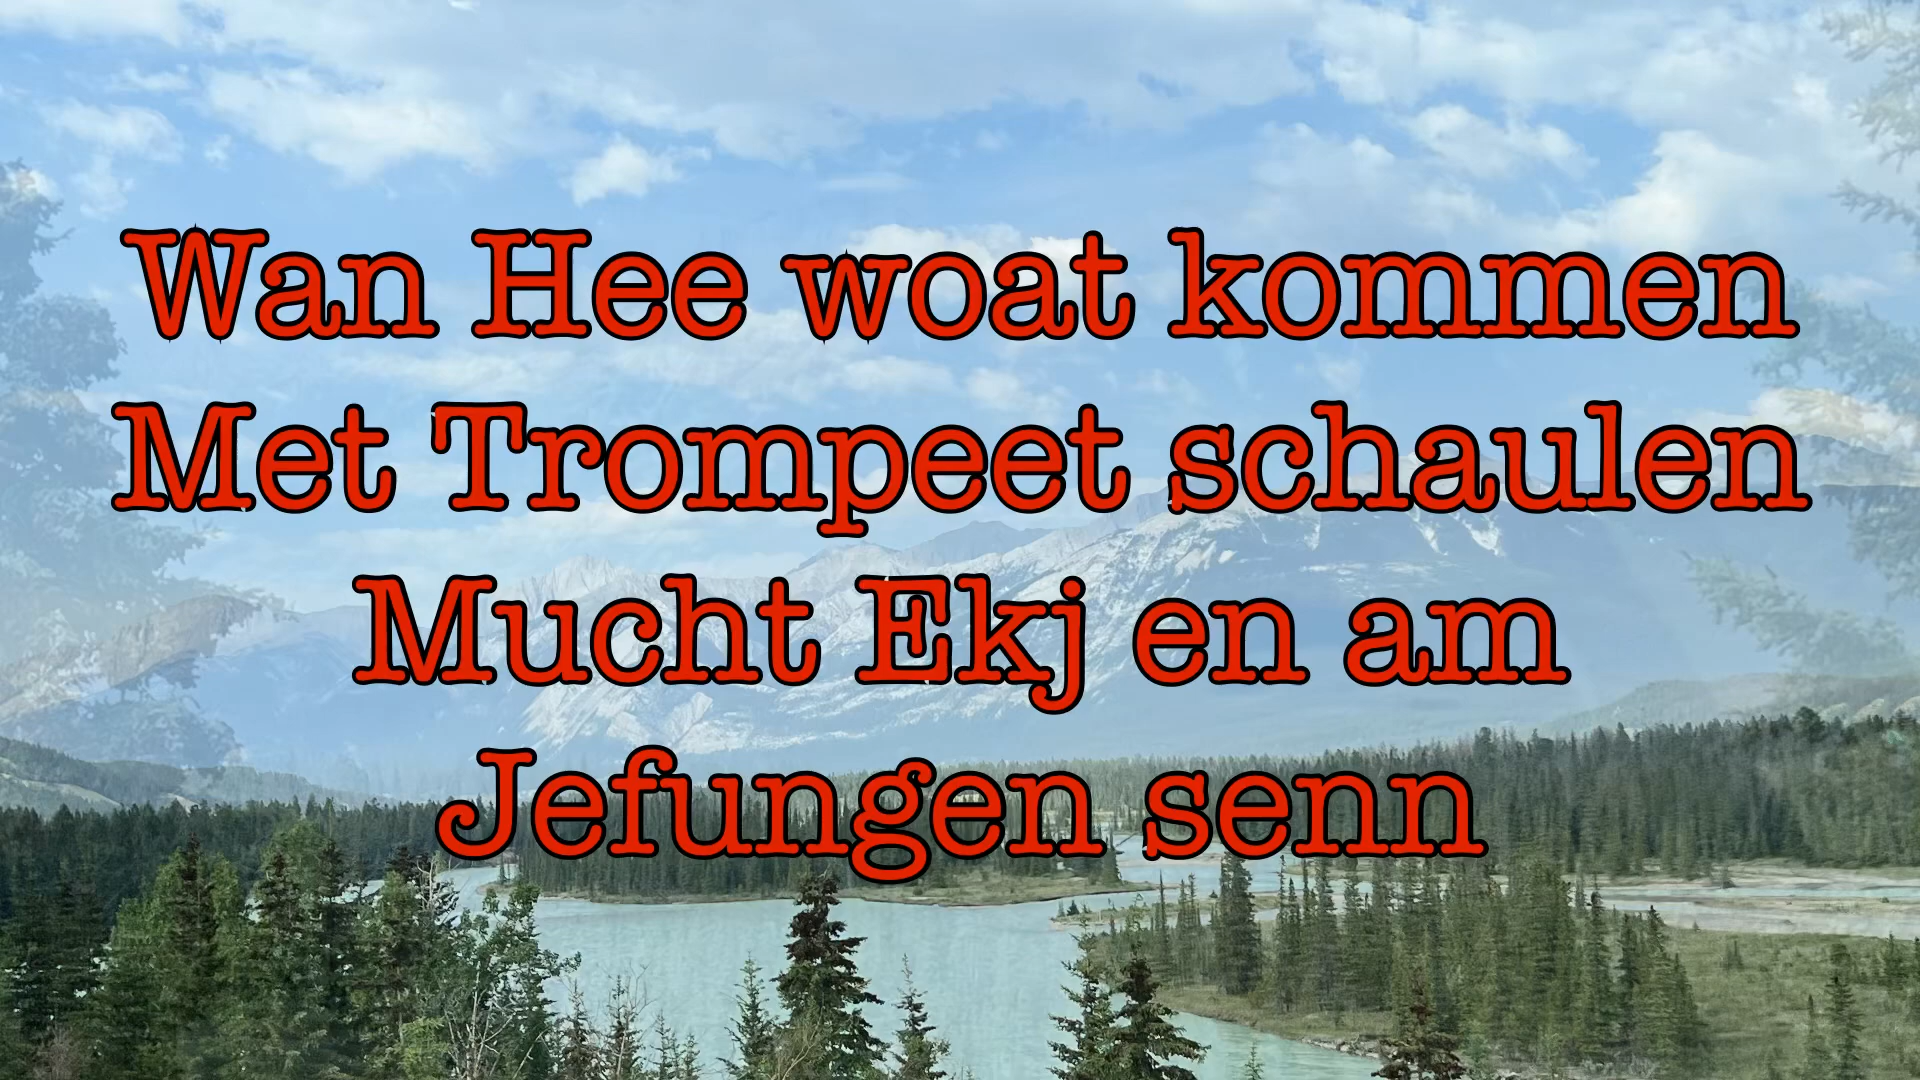 Wan Hee woat kommen
Met Trompeet schaulen
Mucht Ekj en am
Jefungen senn